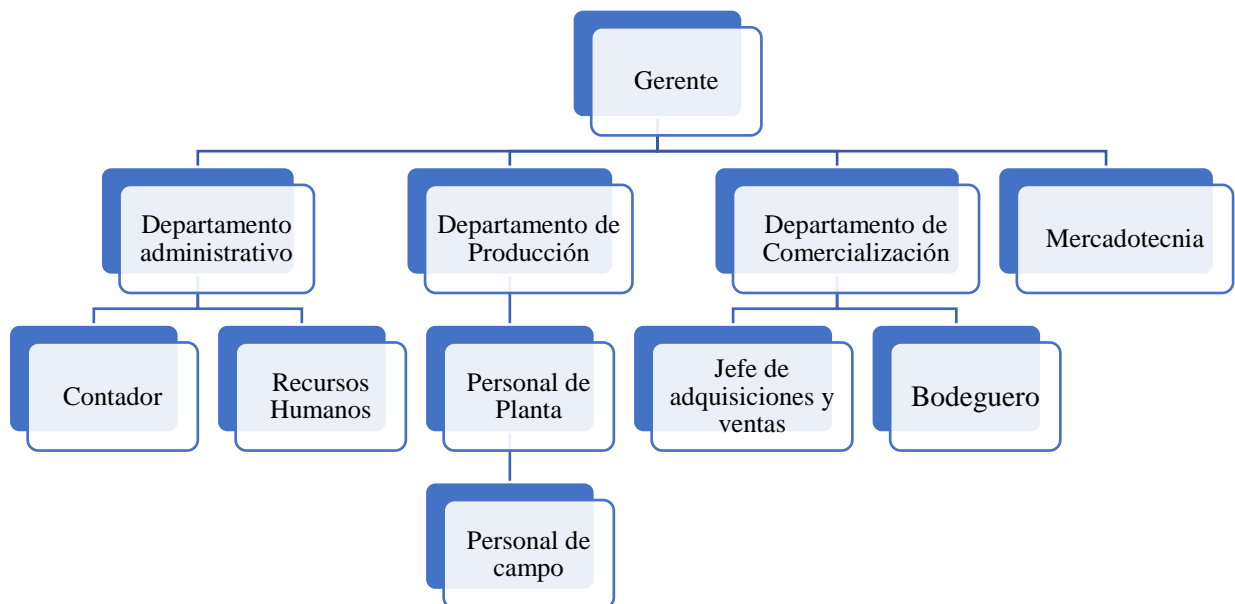 Gerente
Departamento
administrativo
Departamento de
Producción
Departamento de
Comercialización
Mercadotecnia
Contador
Recursos
Humanos
Personal de
Planta
Jefe de
adquisiciones y
ventas
Bodeguero
Personal de
campo